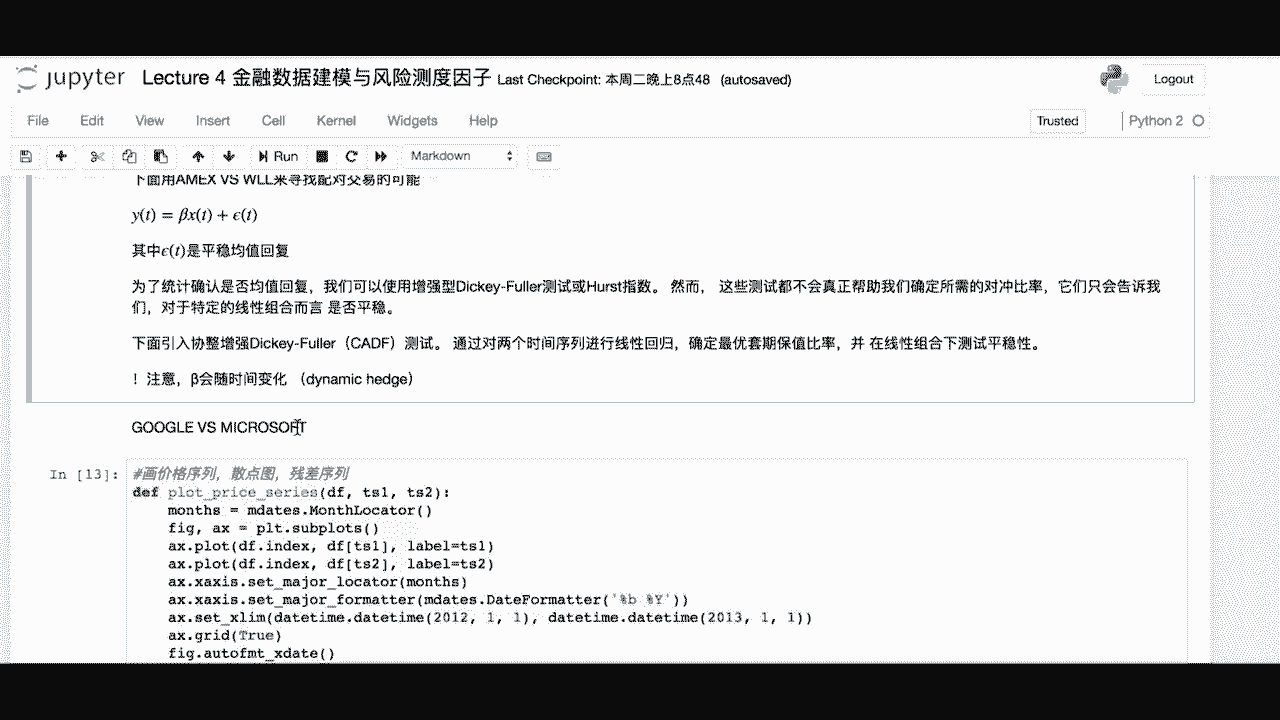 jupyter Lecture 4 金融数据建模与风险测度因子 Last Checkpoint: 本周二晚上8点48 (autosaved) Logout
File Edit View Insert Cell Kernel Widgets Help Trusted Python 2
Run Markdown
下面用AMEX VS WLL来寻找配对交易的可能
y(t) = βx(t) + ϵ(t)
其中ϵ(t)是平稳均值回复
为了统计确认是否均值回复，我们可以使用增强型Dickey-Fuller测试或Hurst指数。 然而， 这些测试都不会真正帮助我们确定所需的对冲比率，它们只会告诉我
们，对于特定的线性组合而言 是否平稳。
下面引入协整增强Dickey-Fuller（CADF）测试。 通过对两个时间序列进行线性回归，确定最优套期保值比率，并 在线性组合下测试平稳性。
！注意，β会随时间变化 （dynamic hedge）
GOOGLE VS MICROSOFT
In [13]: #画价格序列，散点图，残差序列
def plot_price_series(df, ts1, ts2):
    months = mdates.MonthLocator()
    fig, ax = plt.subplots()
    ax.plot(df.index, df[ts1], label=ts1)
    ax.plot(df.index, df[ts2], label=ts2)
    ax.xaxis.set_major_locator(months)
    ax.xaxis.set_major_formatter(mdates.DateFormatter('%b %Y'))
    ax.set_xlim(datetime.datetime(2012, 1, 1), datetime.datetime(2013, 1, 1))
    ax.grid(True)
    fig.autofmt_xdate()